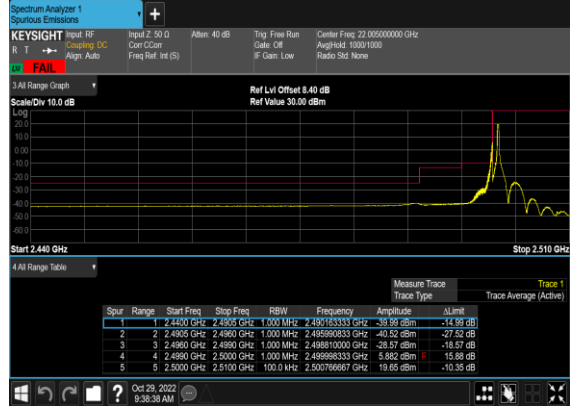 Spectrum Analyzer 1
Spurious Emissions
KEYSIGHT Input: RF Input Z: 50 Ω Atten: 40 dB Trig: Free Run Center Freq: 22.005000000 GHz
R T Coupling: DC Corr CCorr Gate: Off Avg|Hold: 1000/1000
Align: Auto Freq Ref: Int (S) IF Gain: Low Radio Std: None
LV FAIL
3 All Range Graph
Ref Lvl Offset 8.40 dB
Scale/Div 10.0 dB Ref Value 30.00 dBm
Log
20.0
10.0
0.00
-10.0
-20.0
-30.0
-40.0
-50.0
-60.0
Start 2.440 GHz Stop 2.510 GHz
4 All Range Table
Measure Trace Trace 1
Trace Type Trace Average (Active)
Spur Range Start Freq Stop Freq RBW Frequency Amplitude ΔLimit
1 1 2.4400 GHz 2.4905 GHz 1.000 MHz 2.490163333 GHz -39.99 dBm -14.99 dB
2 2 2.4905 GHz 2.4960 GHz 1.000 MHz 2.495990833 GHz -40.52 dBm -27.52 dB
3 3 2.4960 GHz 2.4990 GHz 1.000 MHz 2.498810000 GHz -28.57 dBm -18.57 dB
4 4 2.4990 GHz 2.5000 GHz 1.000 MHz 2.499998333 GHz 5.882 dBm F 15.88 dB
5 5 2.5000 GHz 2.5100 GHz 100.0 kHz 2.500766667 GHz 19.65 dBm -10.35 dB
Oct 29, 2022
9:38:38 AM